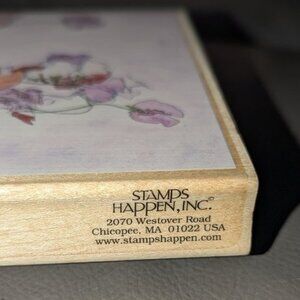 STAMPS
HAPPEN, INC.©
2070 Westover Road
Chicopee, MA 01022 USA
www.stampshappen.com